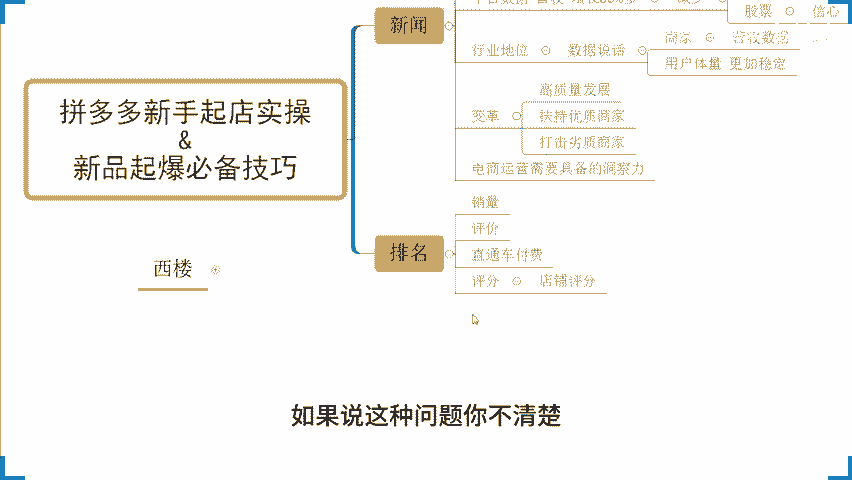 新闻
股票
信心
行业地位
数据说话
商家
营收数据
用户体量 更加稳定
变革
高质量发展
扶持优质商家
打击劣质商家
电商运营需要具备的洞察力
拼多多新手起店实操
&
新品起爆必备技巧
排名
销量
评价
直通车付费
评分
店铺评分
西楼
如果说这种问题你不清楚